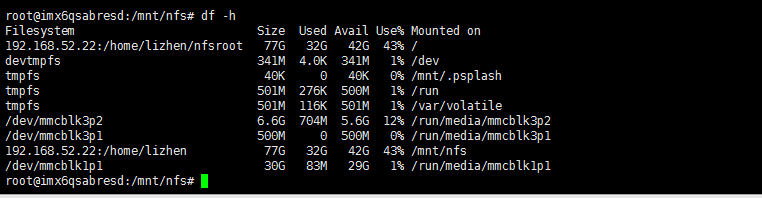 root@imx6qsabresd:/mnt/nfs# df -h
Filesystem                        Size  Used Avail Use% Mounted on
192.168.52.22:/home/lizhen/nfsroot   77G   32G   42G  43% /
devtmpfs                          341M  4.0K  341M   1% /dev
tmpfs                              40K     0   40K   0% /mnt/.psplash
tmpfs                             501M  276K  500M   1% /run
tmpfs                             501M  116K  501M   1% /var/volatile
/dev/mmcblk3p2                    6.6G  704M  5.6G  12% /run/media/mmcblk3p2
/dev/mmcblk3p1                    500M     0  500M   0% /run/media/mmcblk3p1
192.168.52.22:/home/lizhen         77G   32G   42G  43% /mnt/nfs
/dev/mmcblk1p1                     30G   83M   29G   1% /run/media/mmcblk1p1
root@imx6qsabresd:/mnt/nfs#